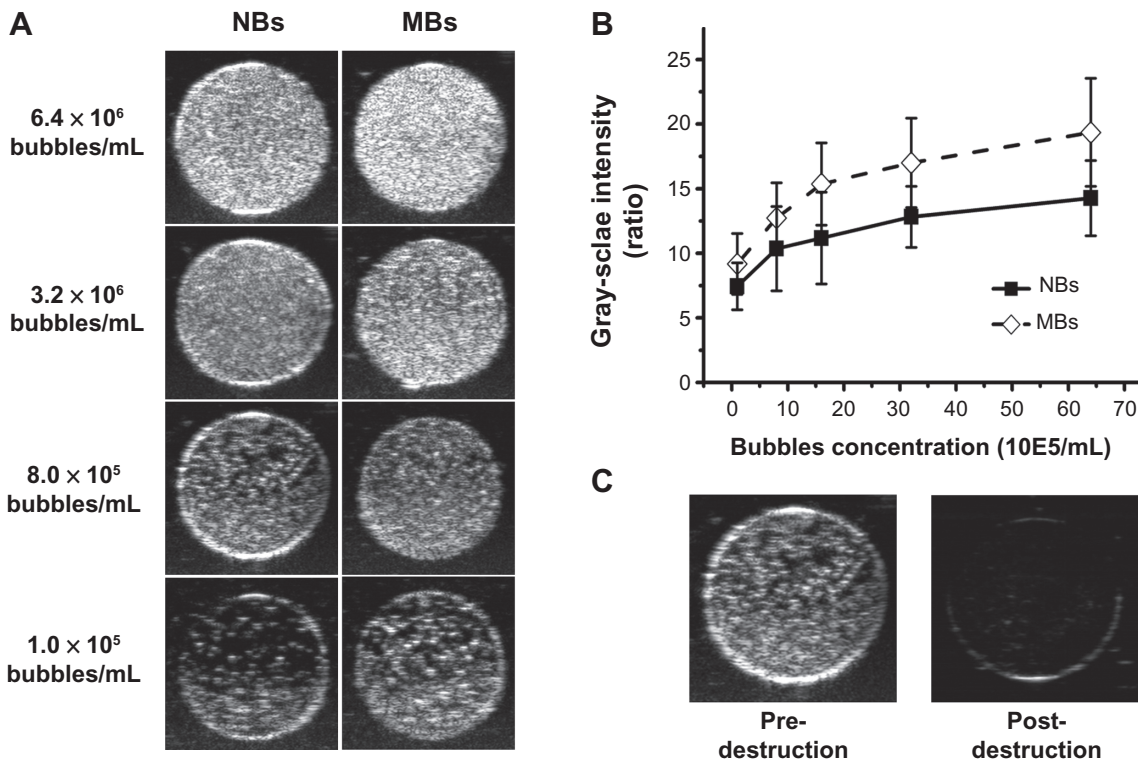 A
NBs
MBs
6.4 × 10⁶
bubbles/mL
3.2 × 10⁶
bubbles/mL
8.0 × 10⁵
bubbles/mL
1.0 × 10⁵
bubbles/mL
B
Gray-sclae intensity
(ratio)
25
20
15
10
5
0
NBs
MBs
0
10
20
30
40
50
60
70
Bubbles concentration (10E5/mL)
C
Pre-
destruction
Post-
destruction